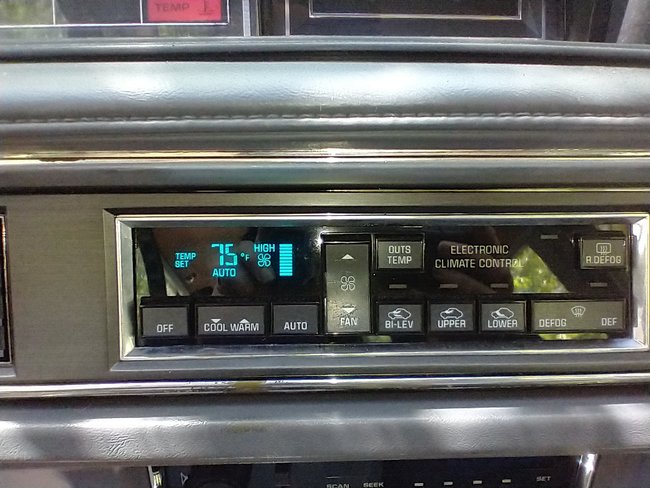 TEMP
TEMP SET
75 °F
AUTO
HIGH
OUTS TEMP
ELECTRONIC
CLIMATE CONTROL
R.DEFOG
OFF
COOL WARM
AUTO
FAN
BI-LEV
UPPER
LOWER
DEFOG
DEF
SCAN
SEEK
SET